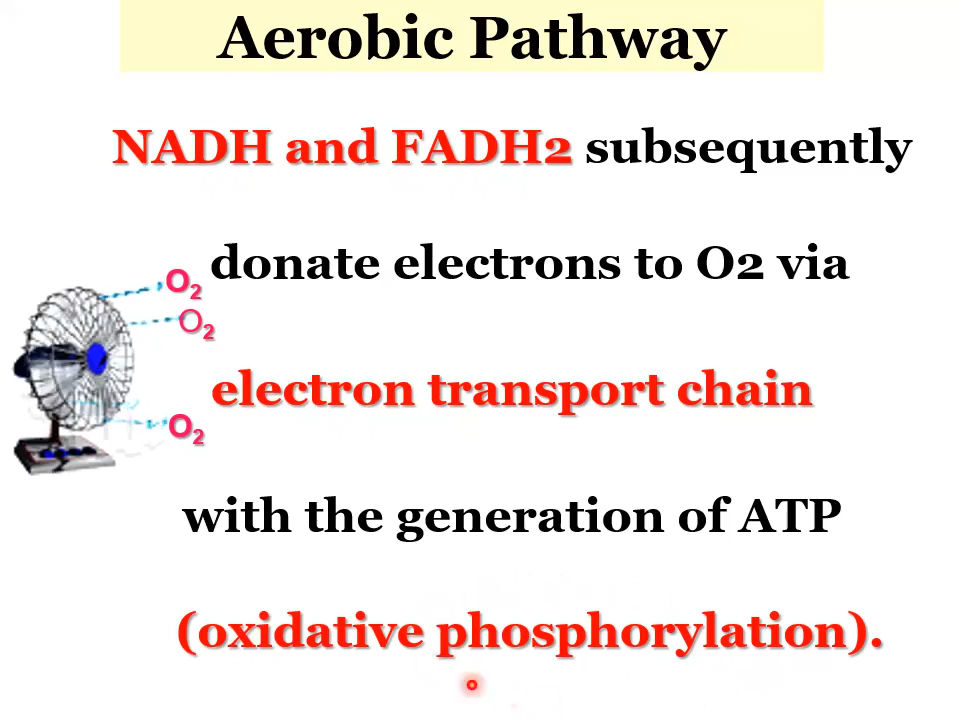 Aerobic Pathway
NADH and FADH2 subsequently
donate electrons to O2 via
O2
O2
electron transport chain
O2
with the generation of ATP
(oxidative phosphorylation).